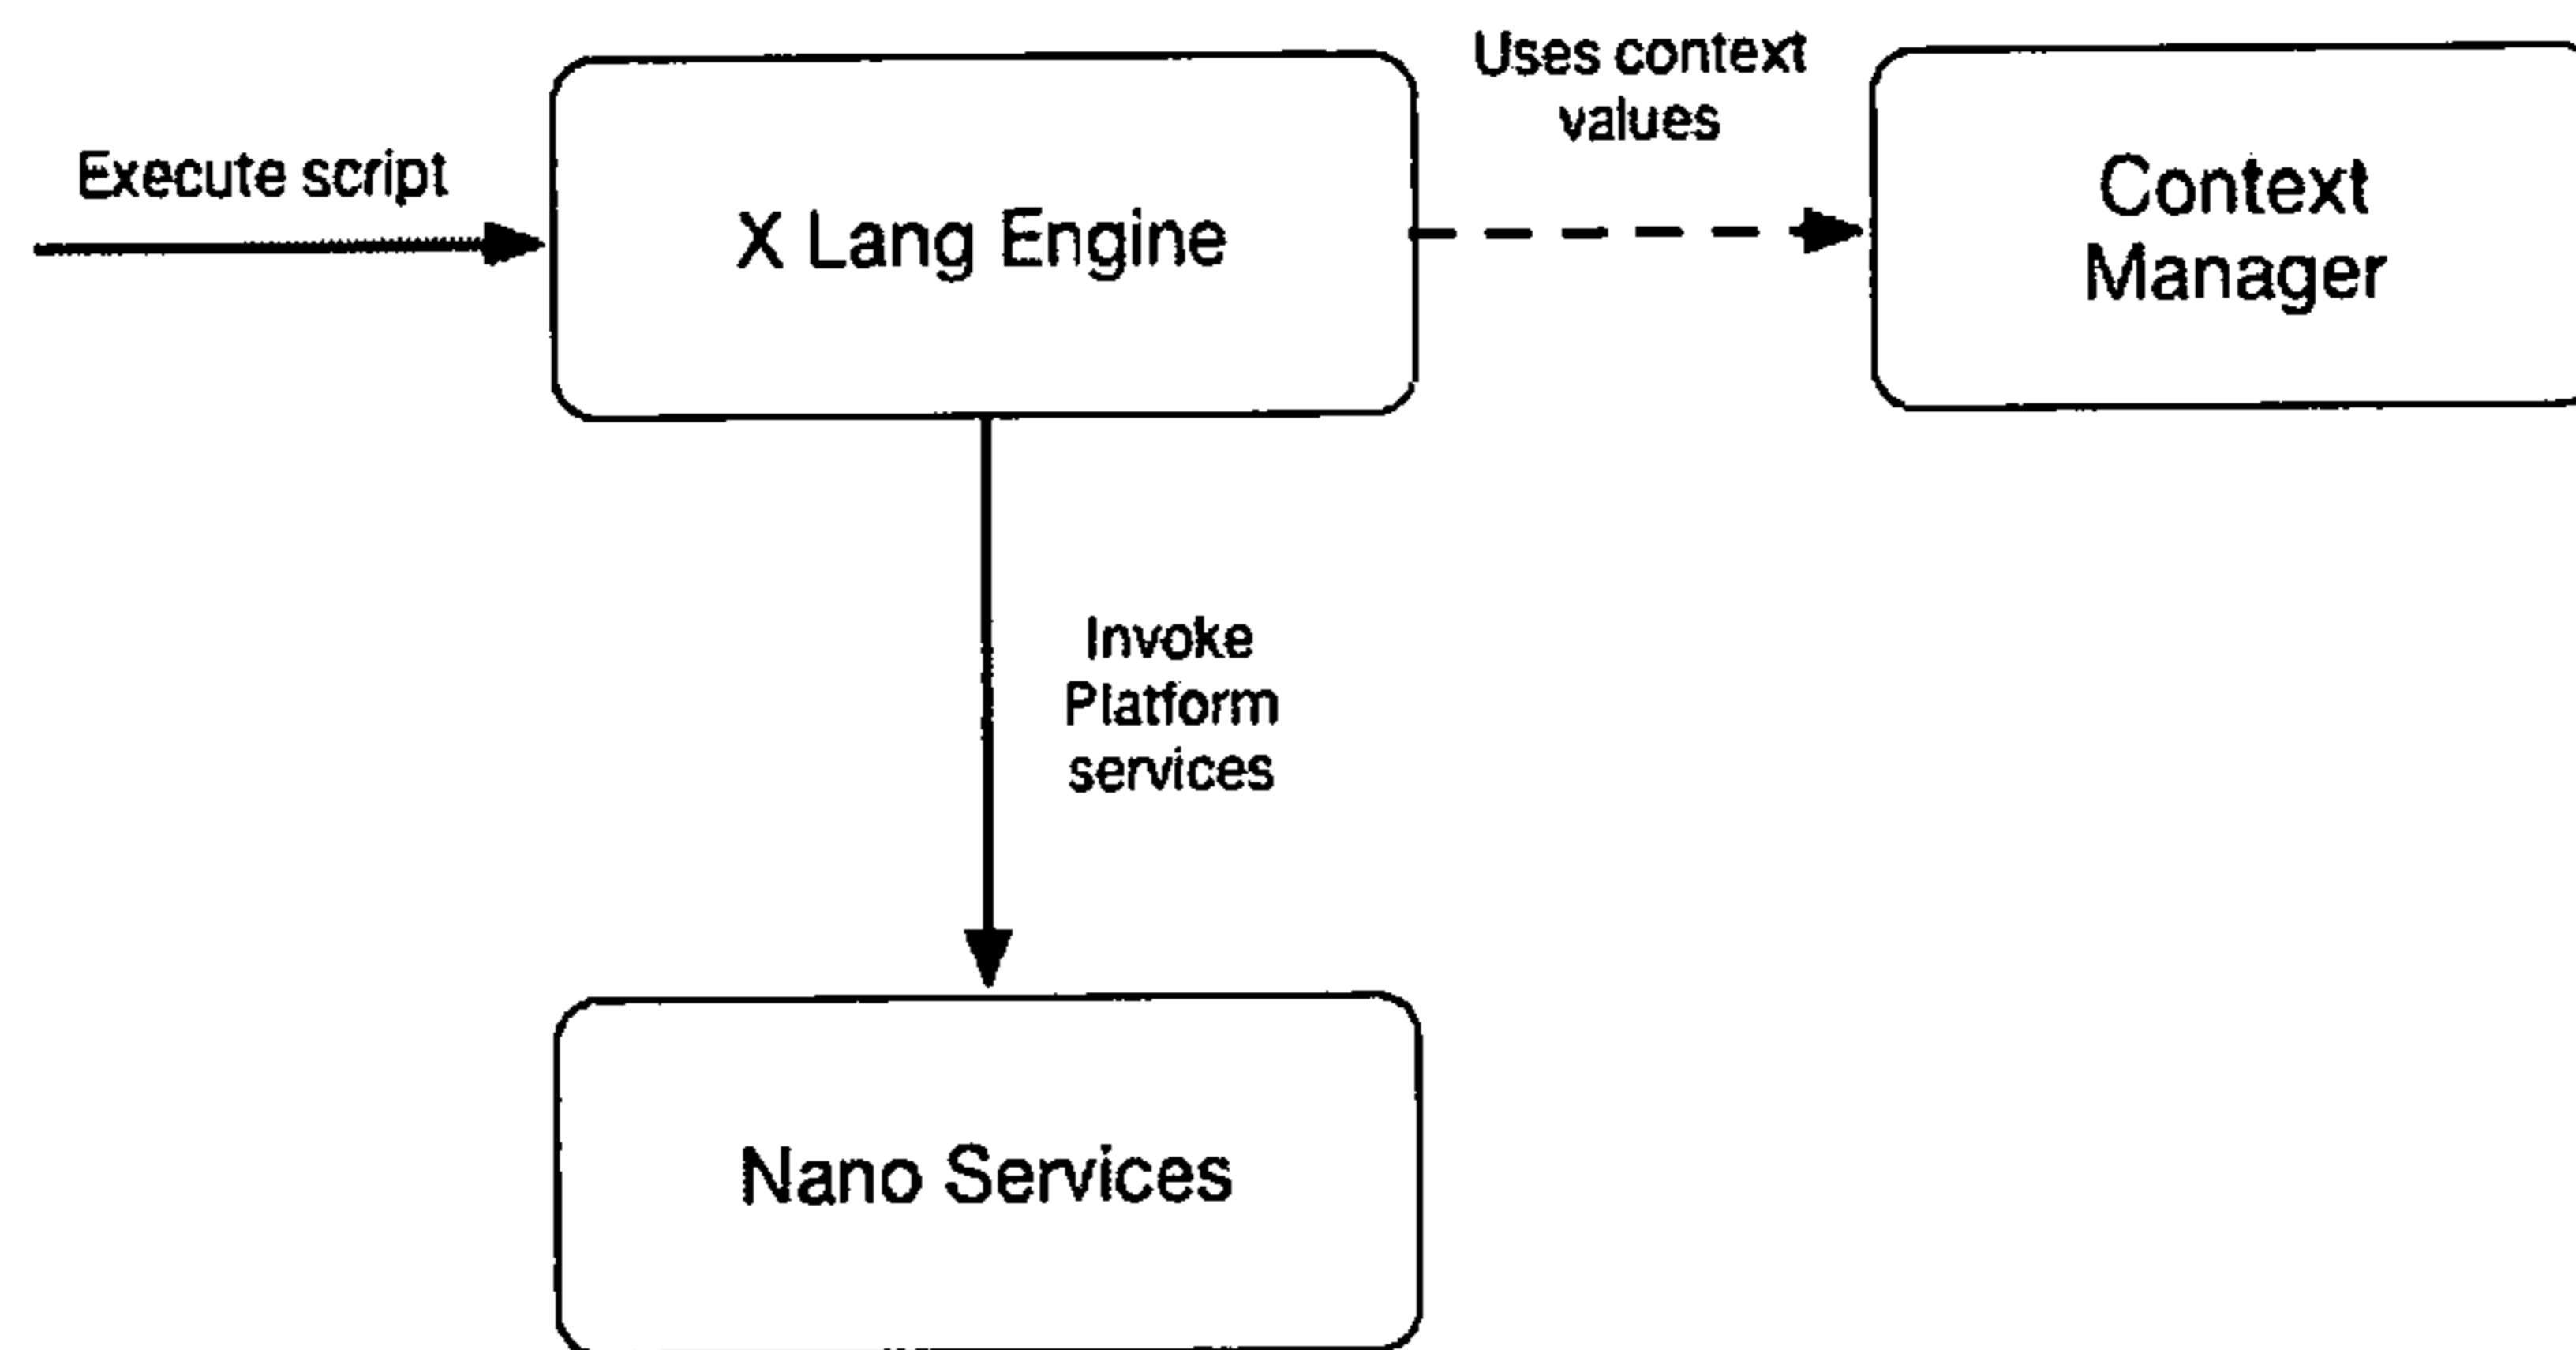 Execute script
X Lang Engine
Uses context
values
Context
Manager
Invoke
Platform
services
Nano Services